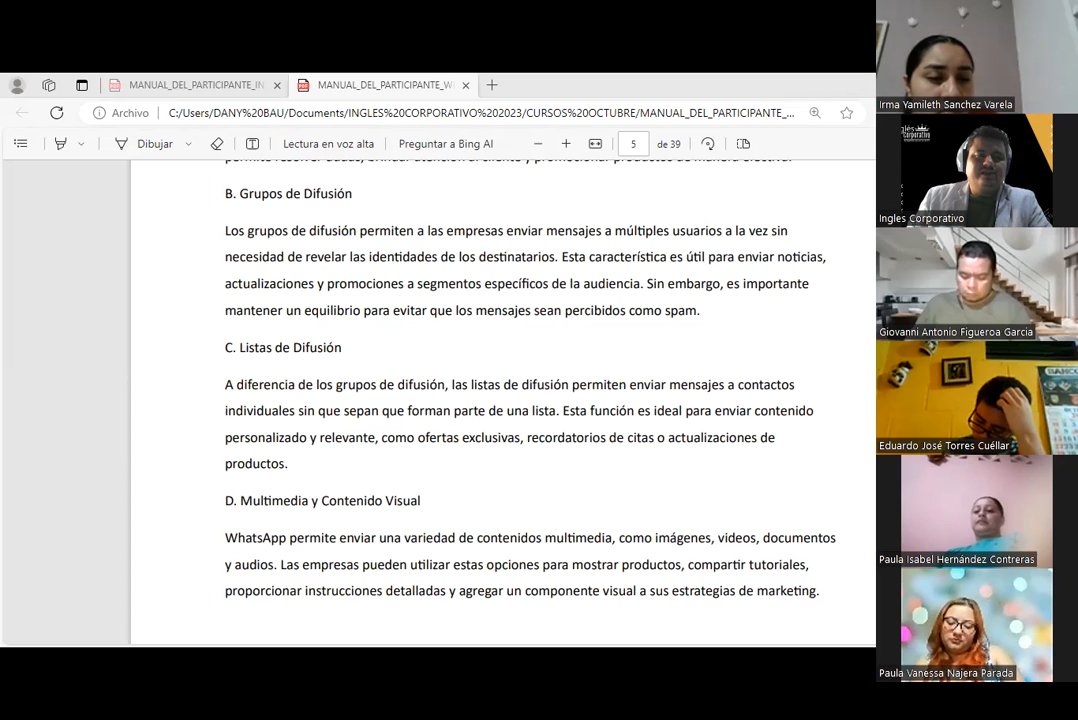 MANUAL_DEL_PARTICIPANTE_IN
MANUAL_DEL_PARTICIPANTE_W
Archivo
C:/Users/DANY%20BAU/Documents/INGLES%20CORPORATIVO%202023/CURSOS%20OCTUBRE/MANUAL_DEL_PARTICIPANTE_...
Dibujar
Lectura en voz alta
Preguntar a Bing AI
5
de 39
B. Grupos de Difusión
Los grupos de difusión permiten a las empresas enviar mensajes a múltiples usuarios a la vez sin
necesidad de revelar las identidades de los destinatarios. Esta característica es útil para enviar noticias,
actualizaciones y promociones a segmentos específicos de la audiencia. Sin embargo, es importante
mantener un equilibrio para evitar que los mensajes sean percibidos como spam.
C. Listas de Difusión
A diferencia de los grupos de difusión, las listas de difusión permiten enviar mensajes a contactos
individuales sin que sepan que forman parte de una lista. Esta función es ideal para enviar contenido
personalizado y relevante, como ofertas exclusivas, recordatorios de citas o actualizaciones de
productos.
D. Multimedia y Contenido Visual
WhatsApp permite enviar una variedad de contenidos multimedia, como imágenes, videos, documentos
y audios. Las empresas pueden utilizar estas opciones para mostrar productos, compartir tutoriales,
proporcionar instrucciones detalladas y agregar un componente visual a sus estrategias de marketing.
Irma Yamileth Sanchez Varela
Ingles Corporativo
Giovanni Antonio Figueroa Garcia
Eduardo José Torres Cuéllar
Paula Isabel Hernández Contreras
Paula Vanessa Najera Parada